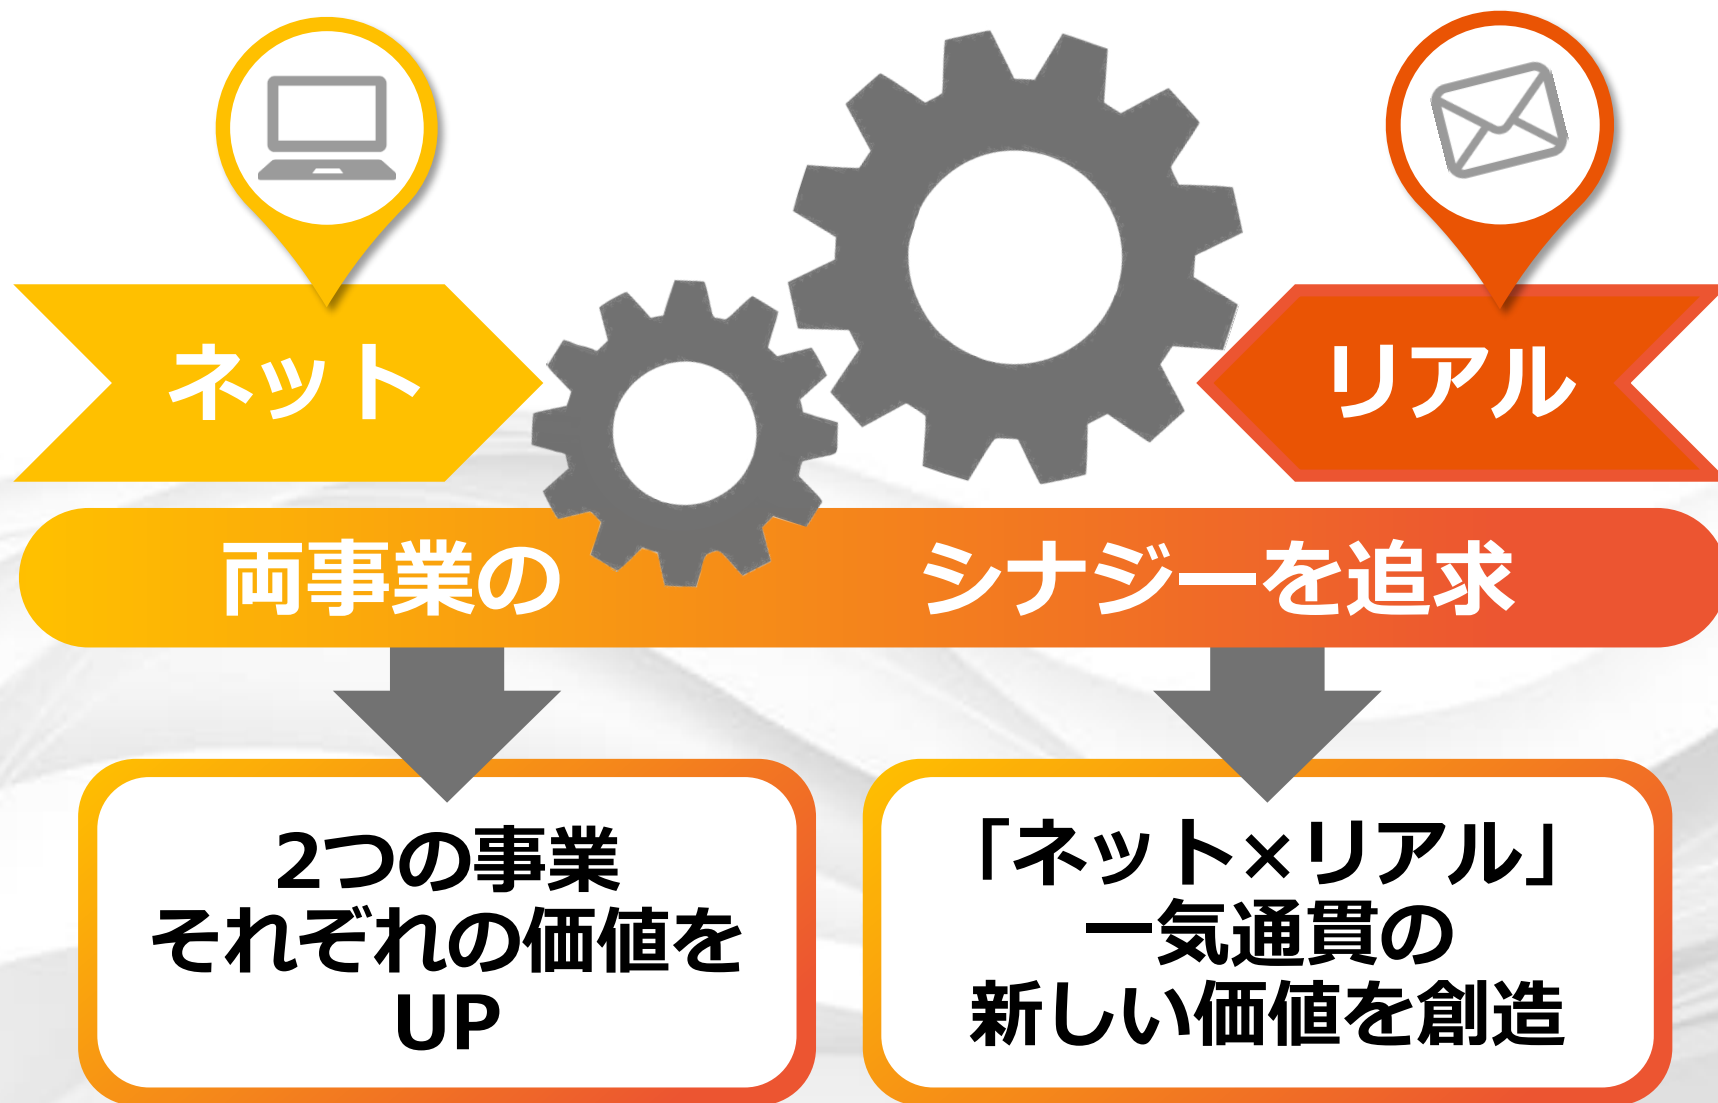 ネット
リアル
両事業の シナジーを追求
2つの事業
それぞれの価値を
UP
「ネット×リアル」
一気通貫の
新しい価値を創造